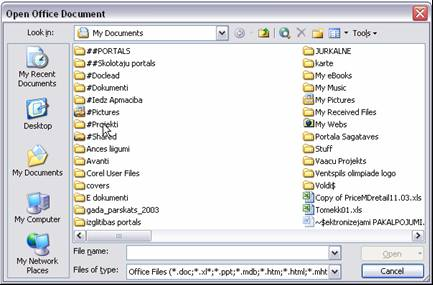 Open Office Document
Look in:
My Documents
Tools
My Recent Documents
Desktop
My Documents
My Computer
My Network Places
##PORTALS
##Skolotaju portals
#Doclead
#Dokumenti
#Iedz Apmaciba
#Pictures
#Projekti
#Shared
Ances liigumi
Avanti
Corel User Files
covers
E dokumenti
gada_parskats_2003
izglitibas portals
JURKALNE
karte
My eBooks
My Music
My Pictures
My Received Files
My Webs
Portala Sagataves
Stuff
Vaacu Projekts
Ventspils olimpiade logo
Voldi$
Copy of PriceMDretail11.03.xls
Tomekk01.xls
~$ektronizejami PAKALPOJUMI.
File name:
Open
Files of type:
Office Files (*.doc;*.xl*;*.ppt;*.mdb;*.htm;*.html;*.mht
Cancel